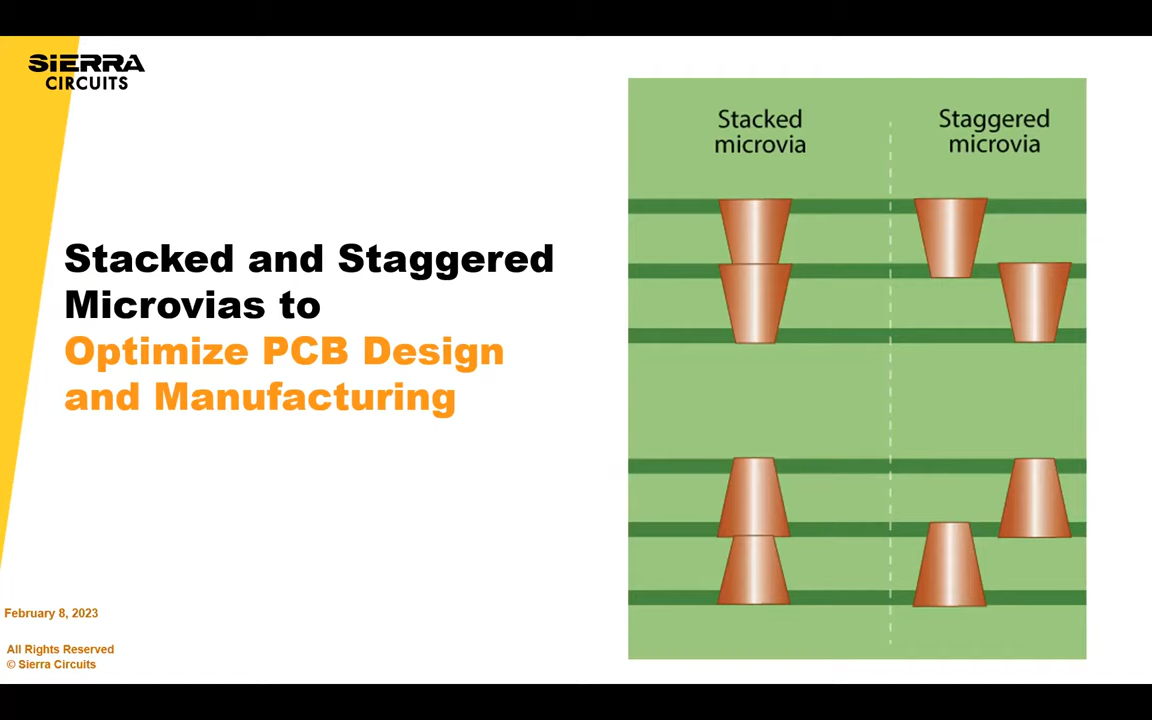 SIERRA
CIRCUITS
Stacked and Staggered
Microvias to
Optimize PCB Design
and Manufacturing
February 8, 2023
All Rights Reserved
© Sierra Circuits
Stacked
microvia
Staggered
microvia